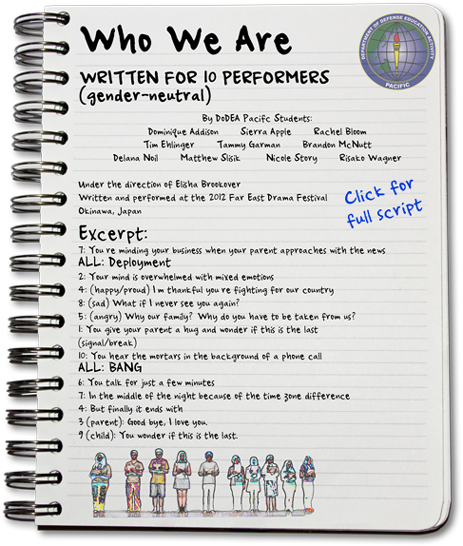 Who We Are
DEPARTMENT OF DEFENSE EDUCATION ACTIVITY
PACIFIC
WRITTEN FOR 10 PERFORMERS
(gender-neutral)
By DoDEA Pacifc Students:
Dominique Addison Sierra Apple Rachel Bloom
Tim Ehlinger Tammy Garman Brandon McNutt
Delana Noil Matthew Slisik Nicole Story Risako Wagner
Under the direction of Elisha Brookover
Written and performed at the 2012 Far East Drama Festival
Okinawa, Japan
Click for
full script
Excerpt:
7: You're minding your business when your parent approaches with the news
ALL: Deployment
2: Your mind is overwhelmed with mixed emotions
4: (happy/proud) I'm thankful you're fighting for our country
8: (sad) What if I never see you again?
5: (angry) Why our family? Why do you have to be taken from us?
1: You give your parent a hug and wonder if this is the last
(signal/break)
10: You hear the mortars in the background of a phone call
ALL: BANG
6: You talk for just a few minutes
7: In the middle of the night because of the time zone difference
4: But finally it ends with
3 (parent): Good bye, I love you.
9 (child): You wonder if this is the last.